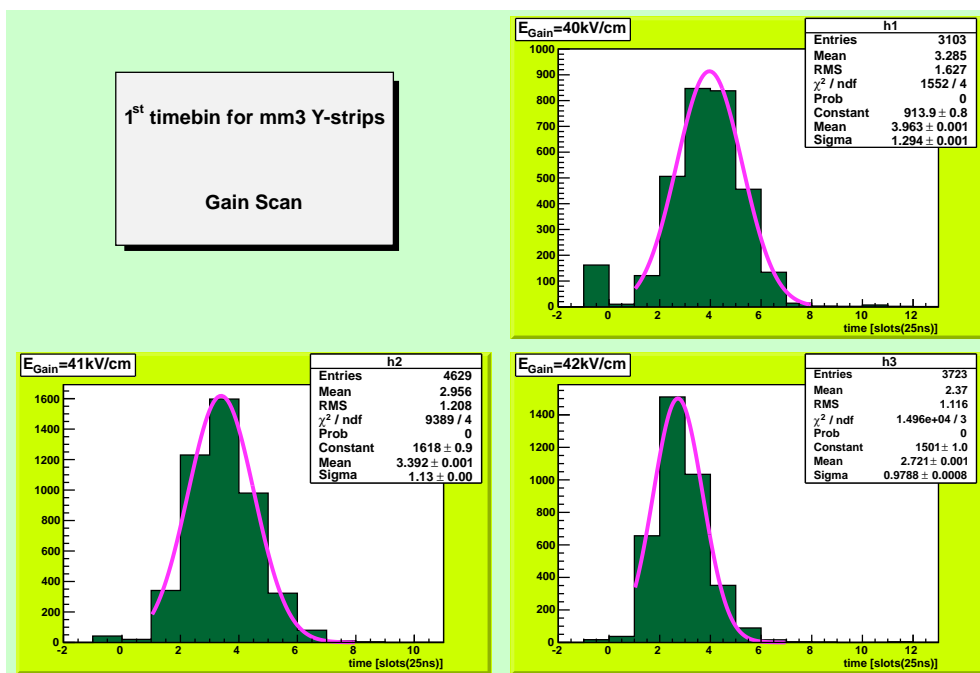 1st timebin for mm3 Y-strips
Gain Scan
EGain=40kV/cm
h1
Entries 3103
Mean 3.285
RMS 1.627
χ² / ndf 1552 / 4
Prob 0
Constant 913.9 ± 0.8
Mean 3.963 ± 0.001
Sigma 1.294 ± 0.001
1000
900
800
700
600
500
400
300
200
100
0
-2 0 2 4 6 8 10 12
time [slots(25ns)]
EGain=41kV/cm
h2
Entries 4629
Mean 2.956
RMS 1.208
χ² / ndf 9389 / 4
Prob 0
Constant 1618 ± 0.9
Mean 3.392 ± 0.001
Sigma 1.13 ± 0.00
1600
1400
1200
1000
800
600
400
200
0
-2 0 2 4 6 8 10
time [slots(25ns)]
EGain=42kV/cm
h3
Entries 3723
Mean 2.37
RMS 1.116
χ² / ndf 1.496e+04 / 3
Prob 0
Constant 1501 ± 1.0
Mean 2.721 ± 0.001
Sigma 0.9788 ± 0.0008
1400
1200
1000
800
600
400
200
0
-2 0 2 4 6 8 10 12
time [slots(25ns)]